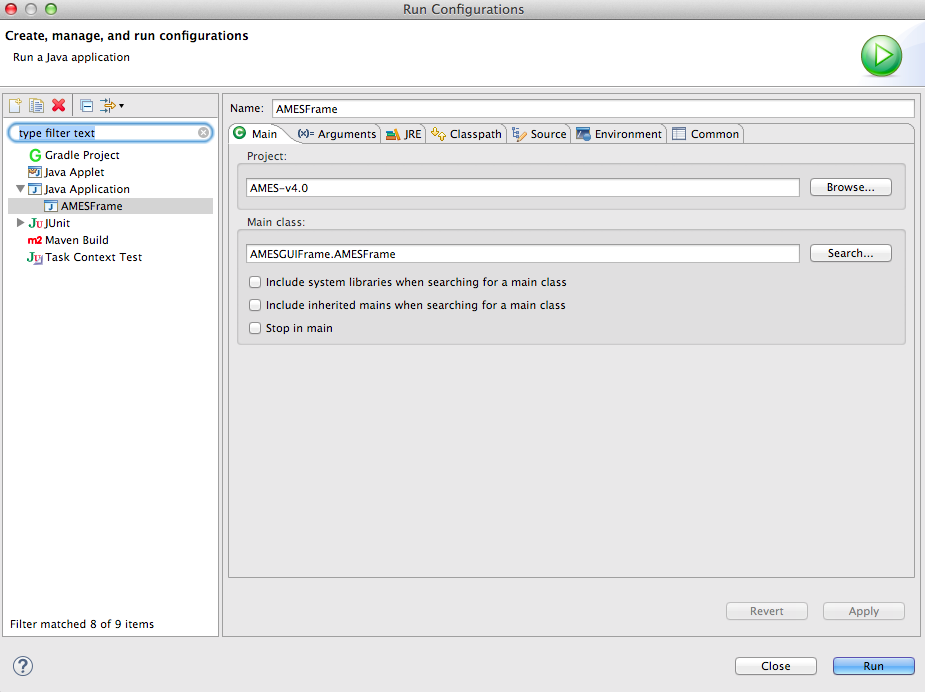 Run Configurations
Create, manage, and run configurations
Run a Java application
type filter text
Gradle Project
Java Applet
Java Application
AMESFrame
JUnit
Maven Build
Task Context Test
Filter matched 8 of 9 items
Name: AMESFrame
Main (x)= Arguments JRE Classpath Source Environment Common
Project:
AMES-v4.0 Browse...
Main class:
AMESGUIFrame.AMESFrame Search...
Include system libraries when searching for a main class
Include inherited mains when searching for a main class
Stop in main
Revert Apply
? Close Run